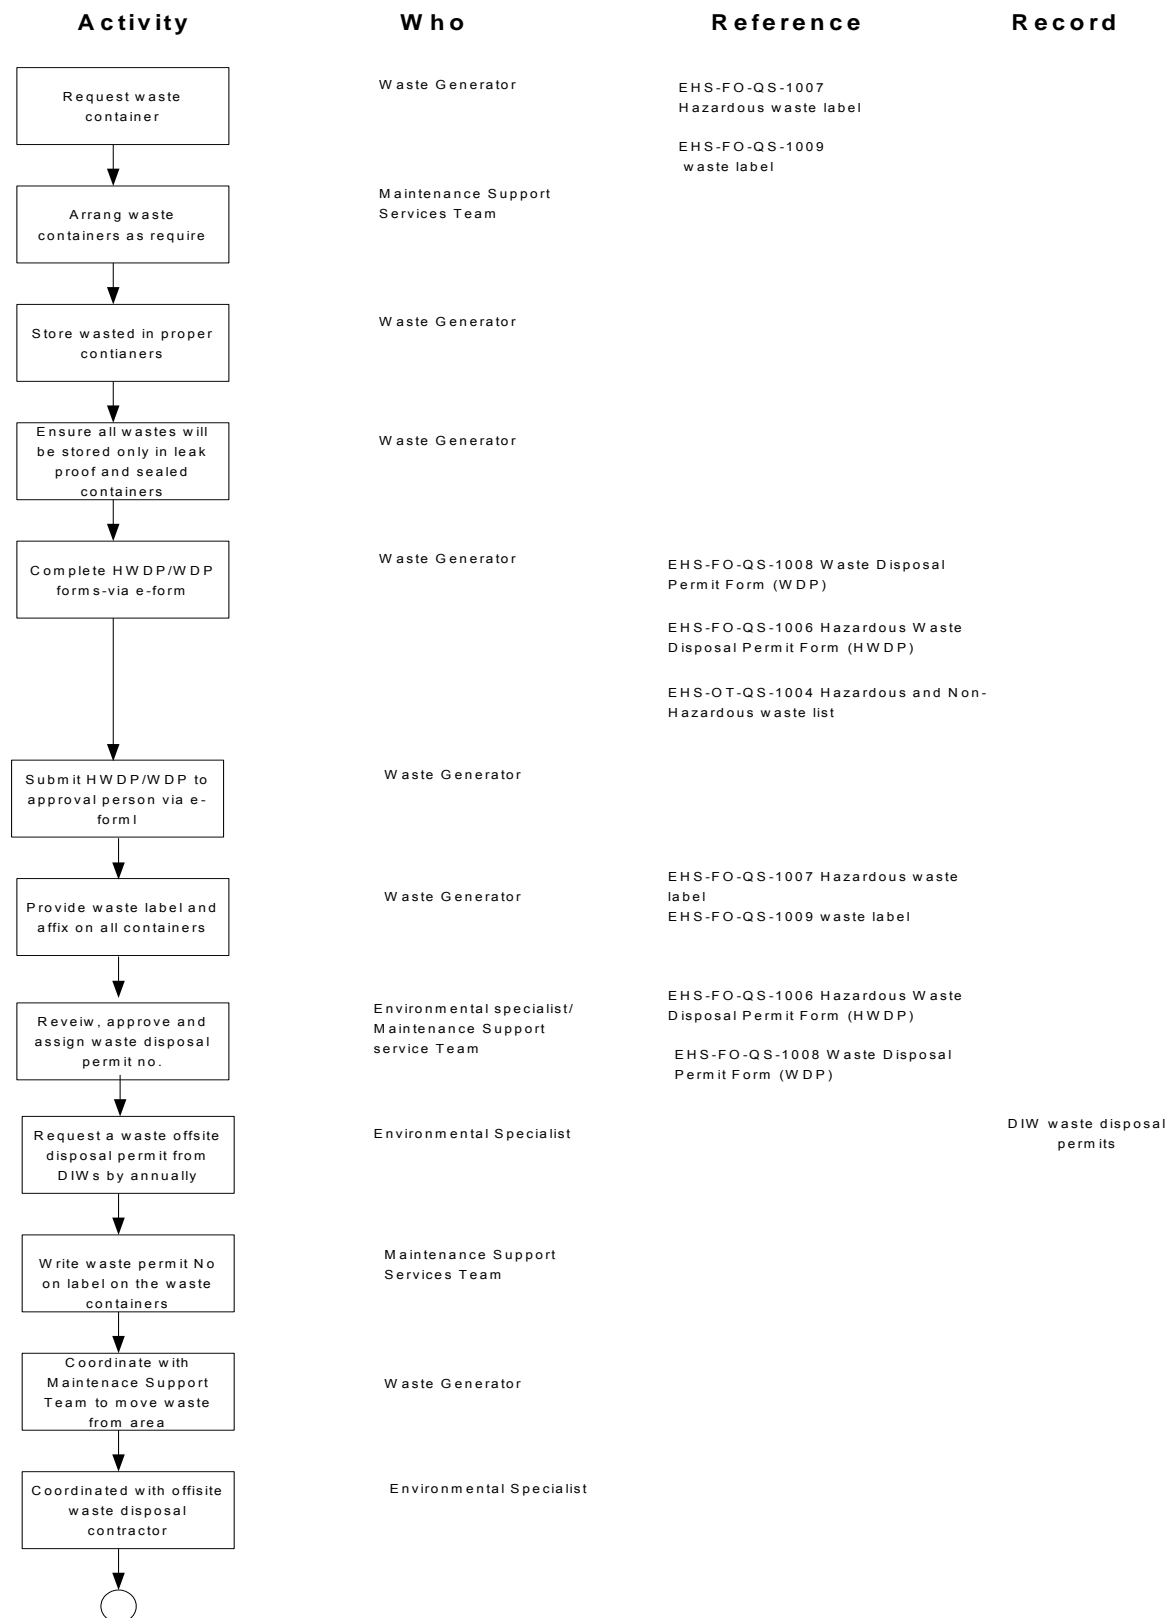 Activity Who Reference Record
Request waste
container
Waste Generator
EHS-FO-QS-1007
Hazardous waste label
EHS-FO-QS-1009
waste label
Arrang waste
containers as require
Maintenance Support
Services Team
Store wasted in proper
contianers
Waste Generator
Ensure all wastes will
be stored only in leak
proof and sealed
containers
Waste Generator
Complete HWDP/WDP
forms-via e-form
Waste Generator
EHS-FO-QS-1008 Waste Disposal
Permit Form (WDP)
EHS-FO-QS-1006 Hazardous Waste
Disposal Permit Form (HWDP)
EHS-OT-QS-1004 Hazardous and Non-
Hazardous waste list
Submit HWDP/WDP to
approval person via e-
forml
Waste Generator
Provide waste label and
affix on all containers
Waste Generator
EHS-FO-QS-1007 Hazardous waste
label
EHS-FO-QS-1009 waste label
Reveiw, approve and
assign waste disposal
permit no.
Environmental specialist/
Maintenance Support
service Team
EHS-FO-QS-1006 Hazardous Waste
Disposal Permit Form (HWDP)
EHS-FO-QS-1008 Waste Disposal
Permit Form (WDP)
Request a waste offsite
disposal permit from
DIWs by annually
Environmental Specialist
DIW waste disposal
permits
Write waste permit No
on label on the waste
containers
Maintenance Support
Services Team
Coordinate with
Maintenace Support
Team to move waste
from area
Waste Generator
Coordinated with offisite
waste disposal
contractor
Environmental Specialist